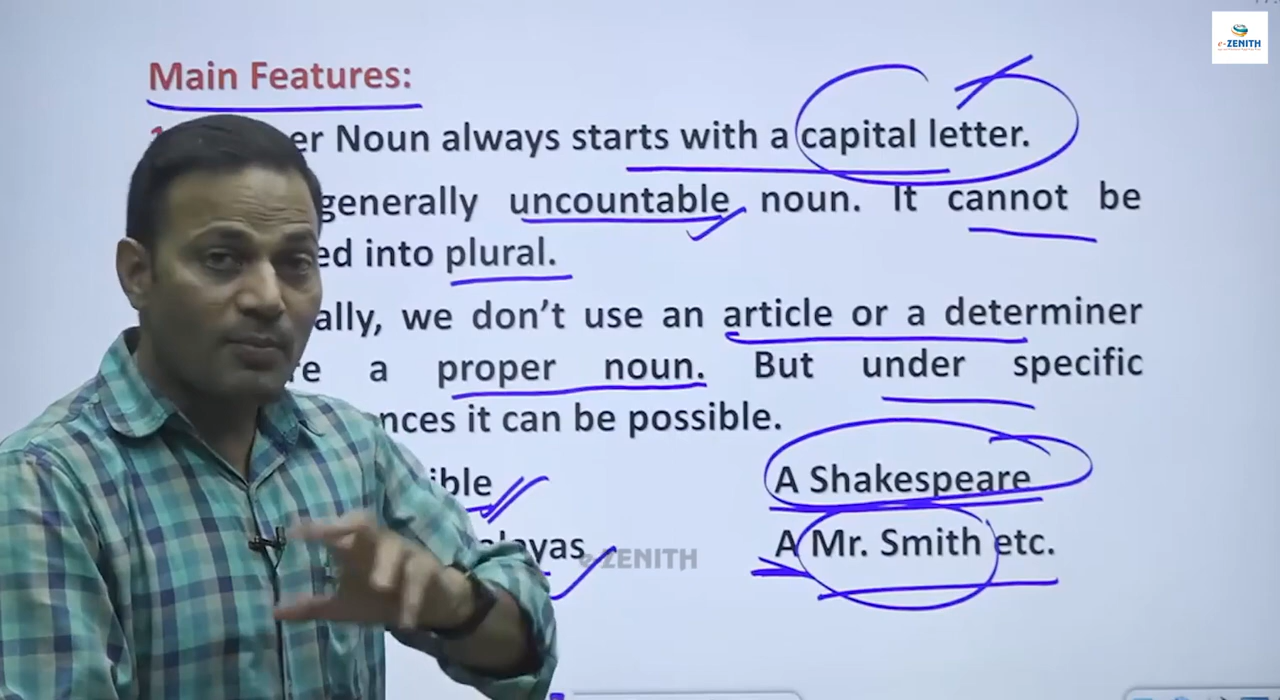 e-ZENITH
Main Features:
er Noun always starts with a capital letter.
generally uncountable noun. It cannot be
ed into plural.
ally, we don’t use an article or a determiner
re a proper noun. But under specific
nces it can be possible.
ible A Shakespeare
alayas A Mr. Smith etc.
e-ZENITH